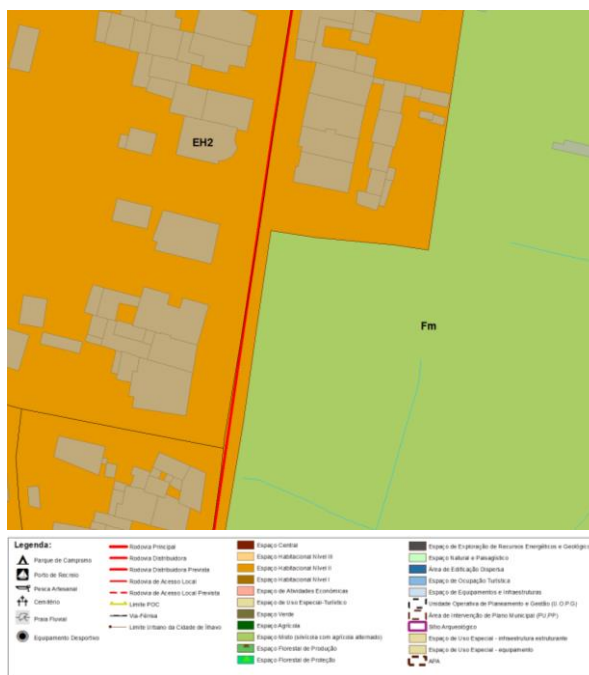 EH2
Fm
Legenda:
Parque de Campismo
Porto de Recreio
Pesca Artesanal
Cemitério
Praia Fluvial
Equipamento Desportivo
Rodovia Principal
Rodovia Distribuidora
Rodovia Distribuidora Prevista
Rodovia de Acesso Local
Rodovia de Acesso Local Prevista
Limite POC
Via-Férrea
Limite Urbano da Cidade de Ílhavo
Espaço Central
Espaço Habitacional Nível III
Espaço Habitacional Nível II
Espaço Habitacional Nível I
Espaço de Atividades Económicas
Espaço de Uso Especial-Turístico
Espaço Verde
Espaço Agrícola
Espaço Misto (silvícola com agrícola alternado)
Espaço Florestal de Produção
Espaço Florestal de Proteção
Espaço de Exploração de Recursos Energéticos e Geológico
Espaço Natural e Paisagístico
Área de Edificação Dispersa
Espaço de Ocupação Turística
Espaço de Equipamentos e Infraestruturas
Unidade Operativa de Planeamento e Gestão (U.O.P.G)
Área de Intervenção de Plano Municipal (PU,PP)
Sítio Arqueológico
Espaço de Uso Especial - infraestrutura estruturante
Espaço de Uso Especial - equipamento
APA